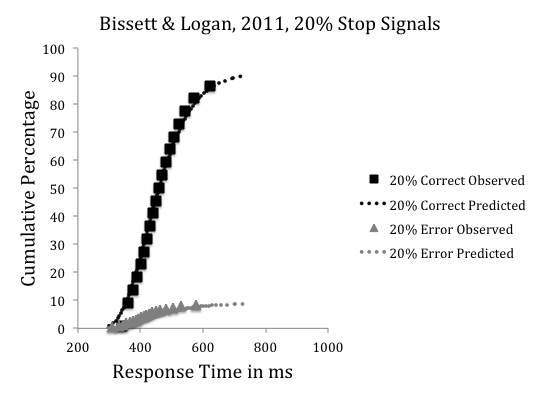 Bissett & Logan, 2011, 20% Stop Signals
100
90
80
70
60
50
40
30
20
10
0
Cumulative Percentage
200 400 600 800 1000
Response Time in ms
20% Correct Observed
20% Correct Predicted
20% Error Observed
20% Error Predicted